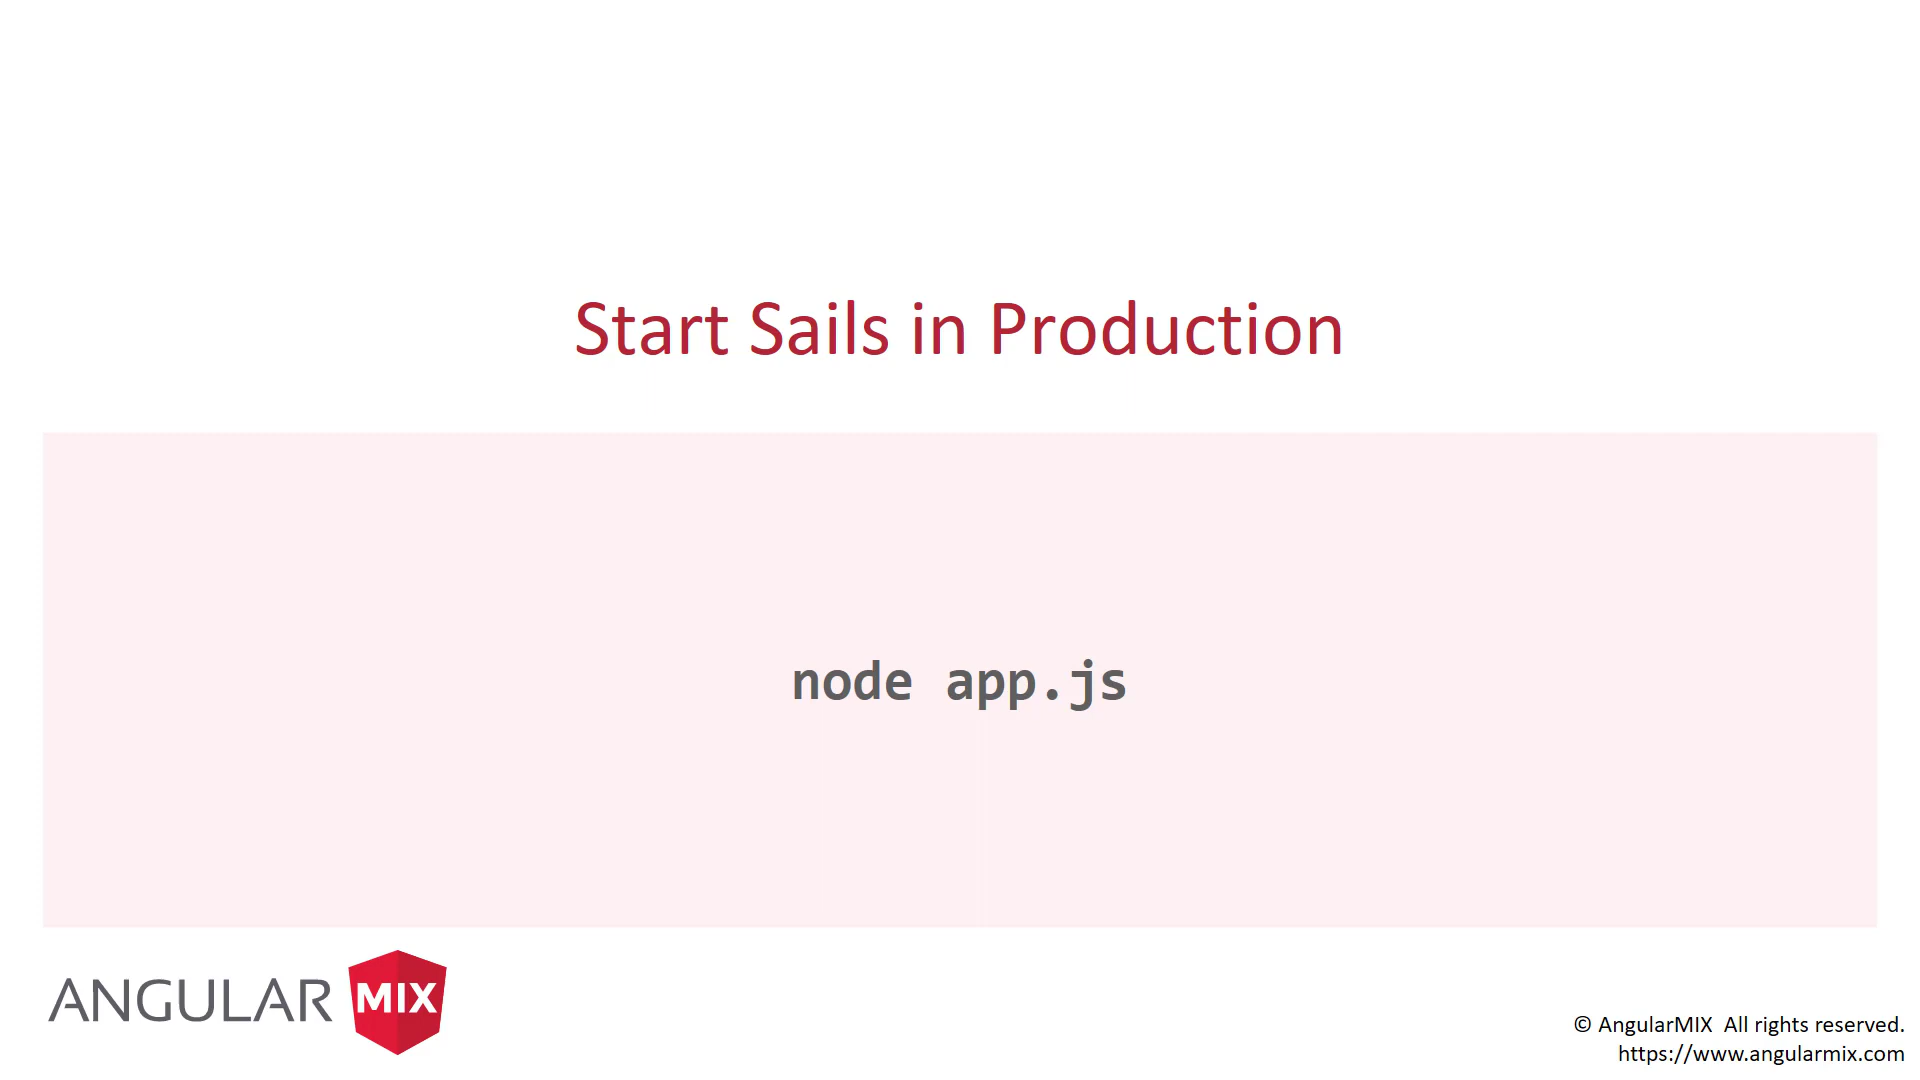 Start Sails in Production
node app.js
ANGULAR MIX
© AngularMIX  All rights reserved.
https://www.angularmix.com